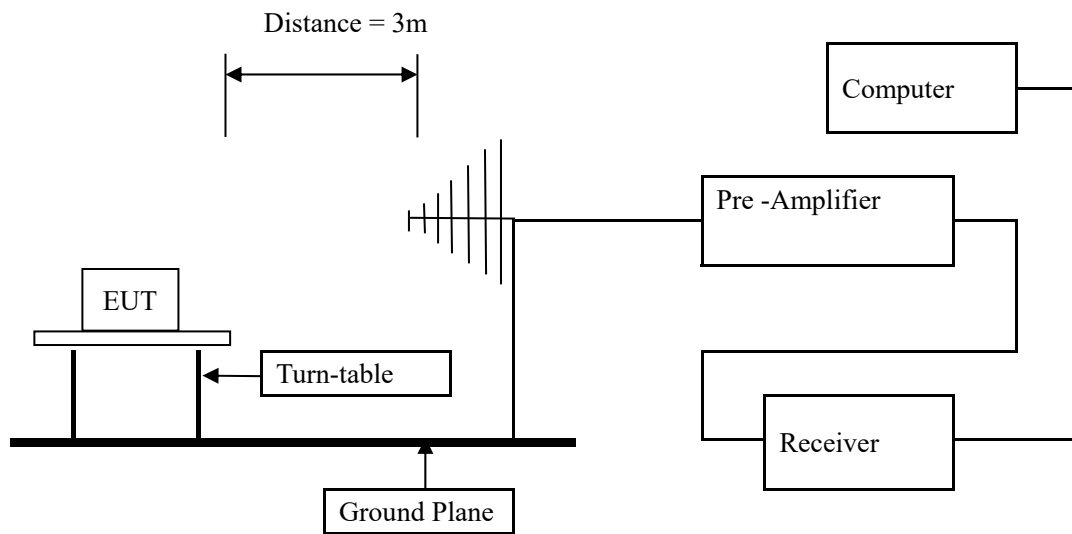 Distance = 3m
Computer
Pre -Amplifier
EUT
Turn-table
Receiver
Ground Plane